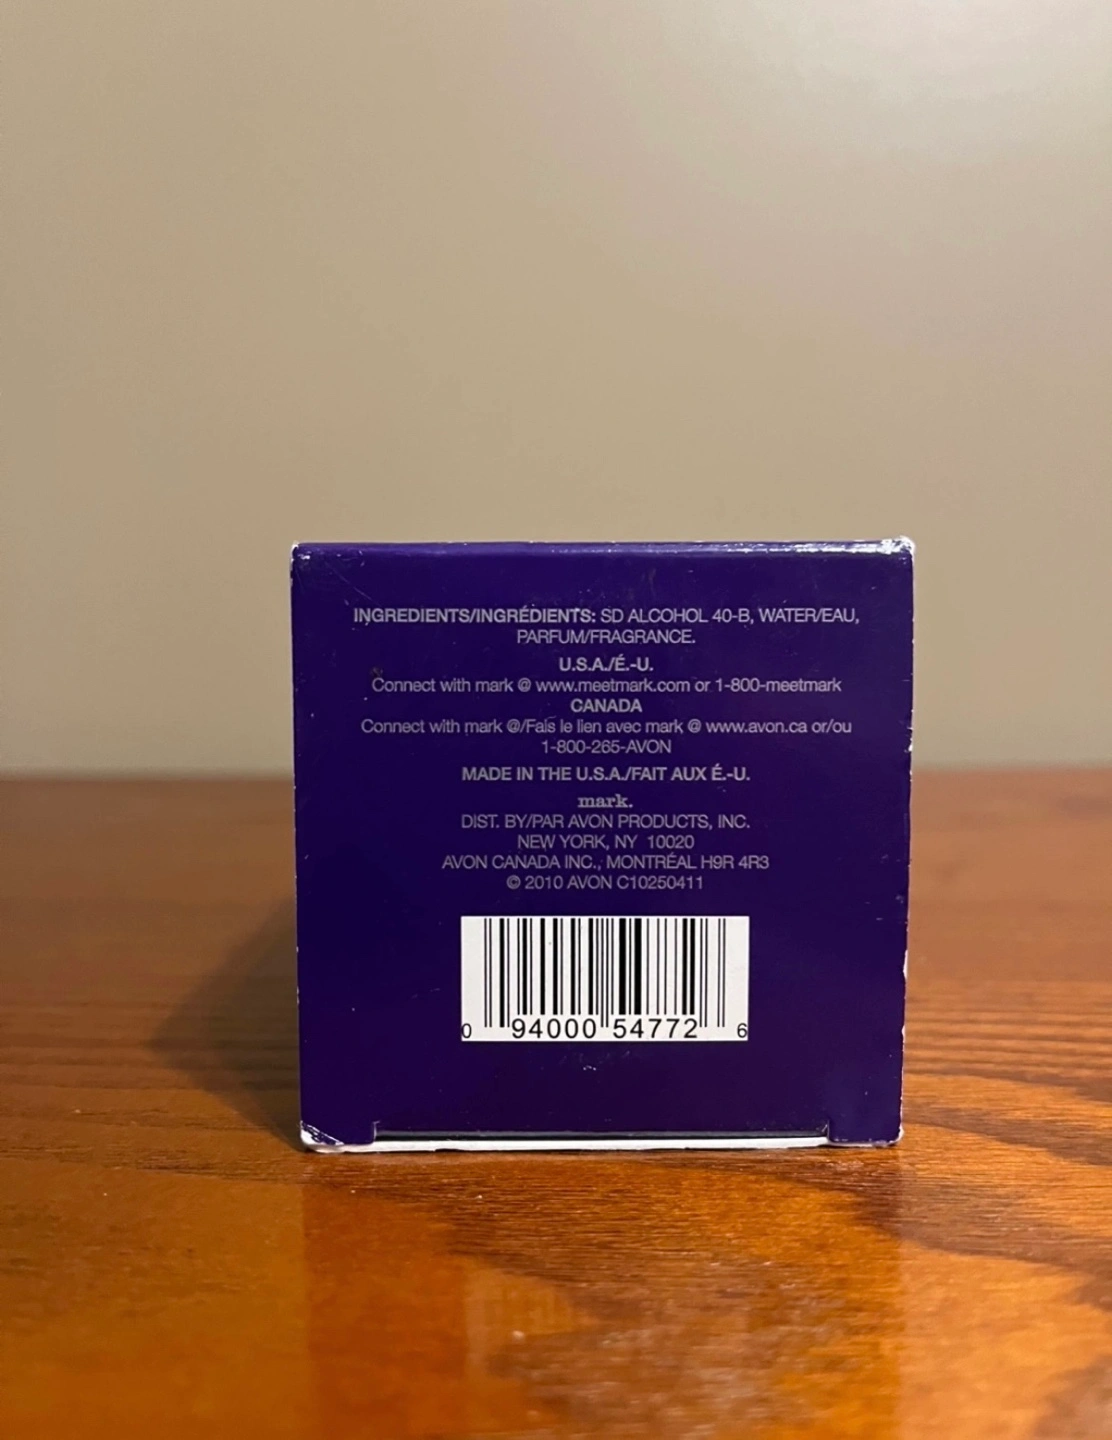 INGREDIENTS/INGRÉDIENTS: SD ALCOHOL 40-B, WATER/EAU,
PARFUM/FRAGRANCE.
U.S.A./É.-U.
Connect with mark @ www.meetmark.com or 1-800-meetmark
CANADA
Connect with mark @/Fais le lien avec mark @ www.avon.ca or/ou
1-800-265-AVON
MADE IN THE U.S.A./FAIT AUX É.-U.
mark.
DIST. BY/PAR AVON PRODUCTS, INC.
NEW YORK, NY 10020
AVON CANADA INC., MONTRÉAL H9R 4R3
© 2010 AVON C10250411
0 94000 54772 6